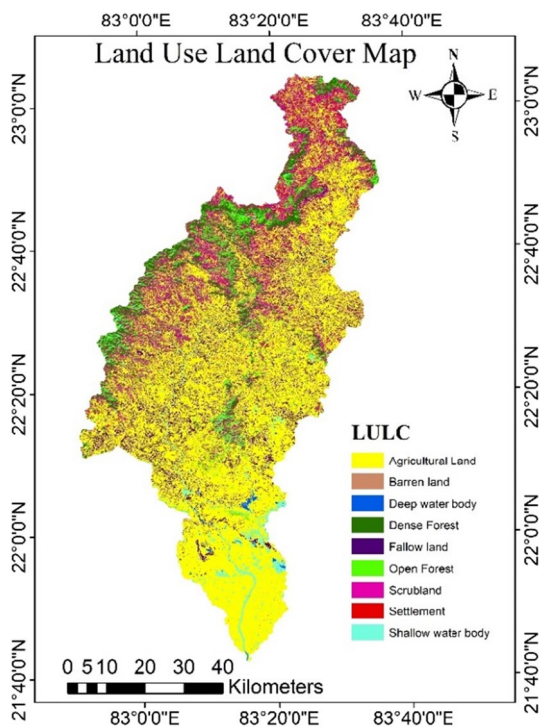 83°0'0"E 83°20'0"E 83°40'0"E
Land Use Land Cover Map
N
W E
S
23°0'0"N 23°0'0"N
22°40'0"N 22°40'0"N
22°20'0"N 22°20'0"N
22°0'0"N 22°0'0"N
21°40'0"N 21°40'0"N
LULC
Agricultural Land
Barren land
Deep water body
Dense Forest
Fallow land
Open Forest
Scrubland
Settlement
Shallow water body
0 5 10 20 30 40
Kilometers
83°0'0"E 83°20'0"E 83°40'0"E